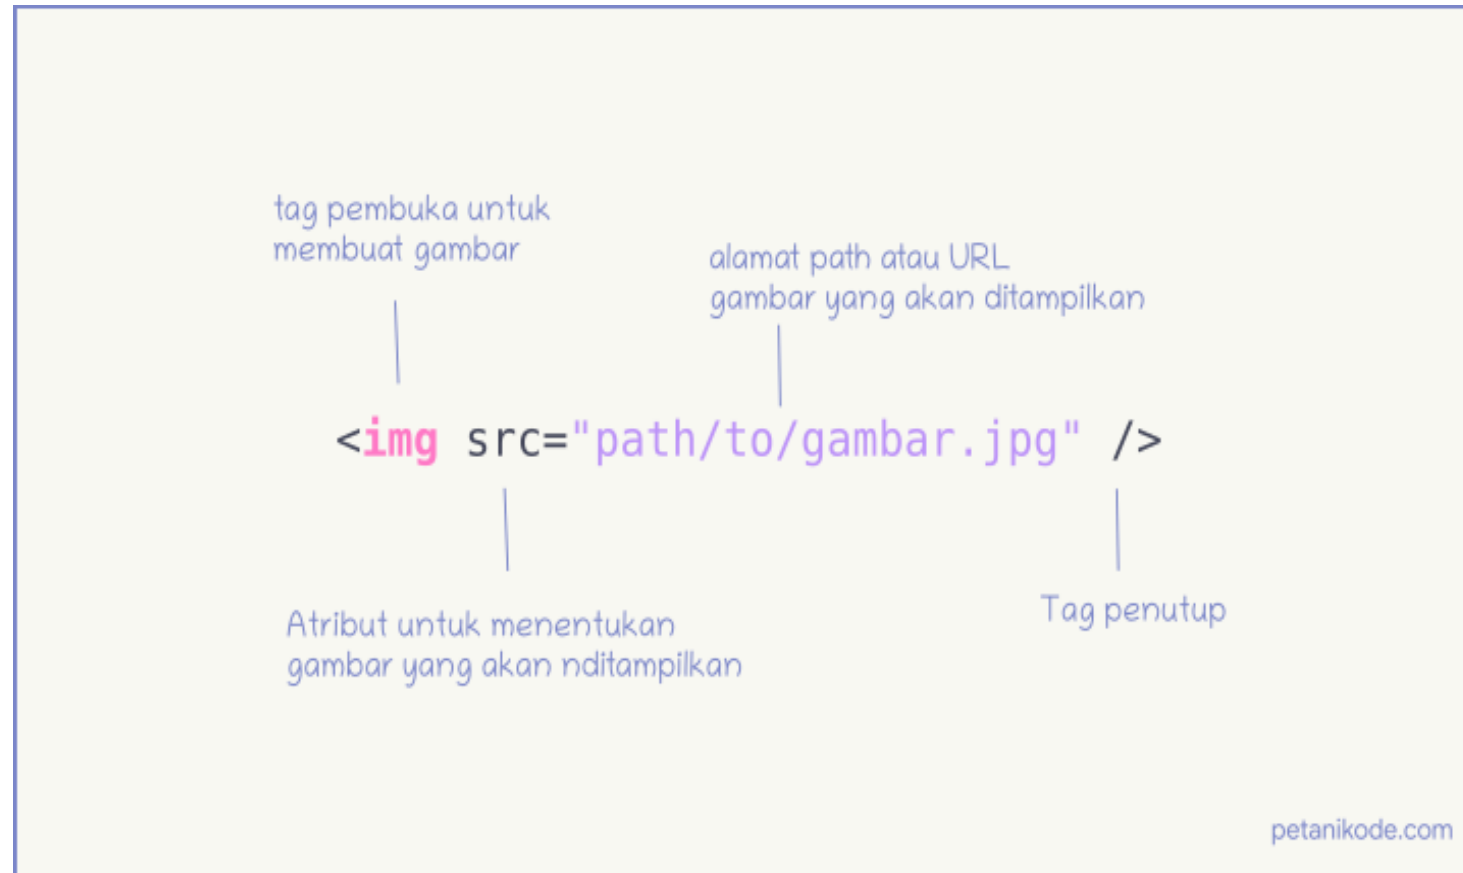 tag pembuka untuk
membuat gambar
alamat path atau URL
gambar yang akan ditampilkan
<img src="path/to/gambar.jpg" />
Atribut untuk menentukan
gambar yang akan nditampilkan
Tag penutup
petanikode.com